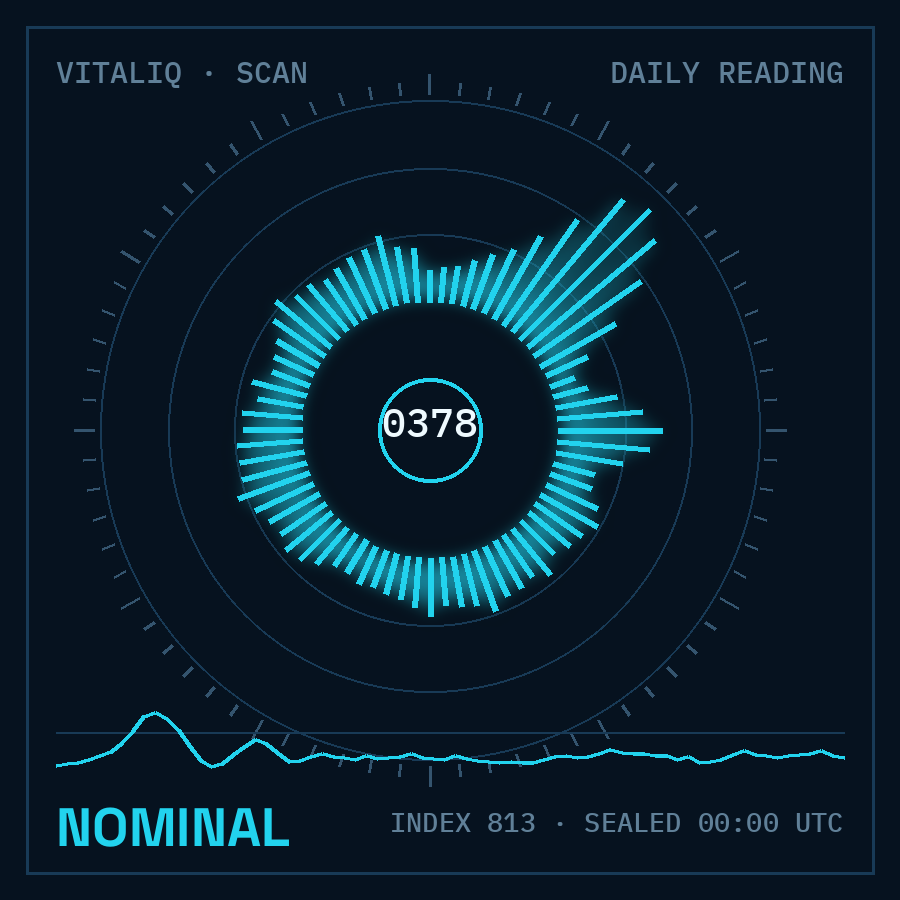 VITALIQ · SCAN
DAILY READING
0378
NOMINAL
INDEX 813 · SEALED 00:00 UTC